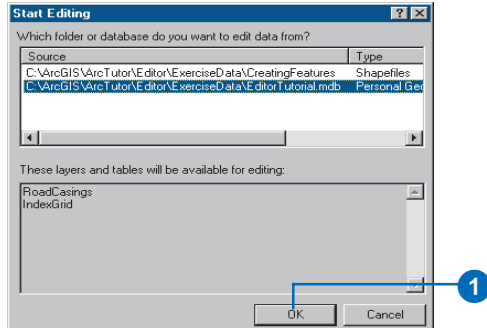 Start Editing
Which folder or database do you want to edit data from?
Source Type
C:\ArcGIS\ArcTutor\Editor\ExerciseData\CreatingFeatures Shapefiles
C:\ArcGIS\ArcTutor\Editor\ExerciseData\EditorTutorial.mdb Personal Geo
These layers and tables will be available for editing:
RoadCasings
IndexGrid
1
OK Cancel